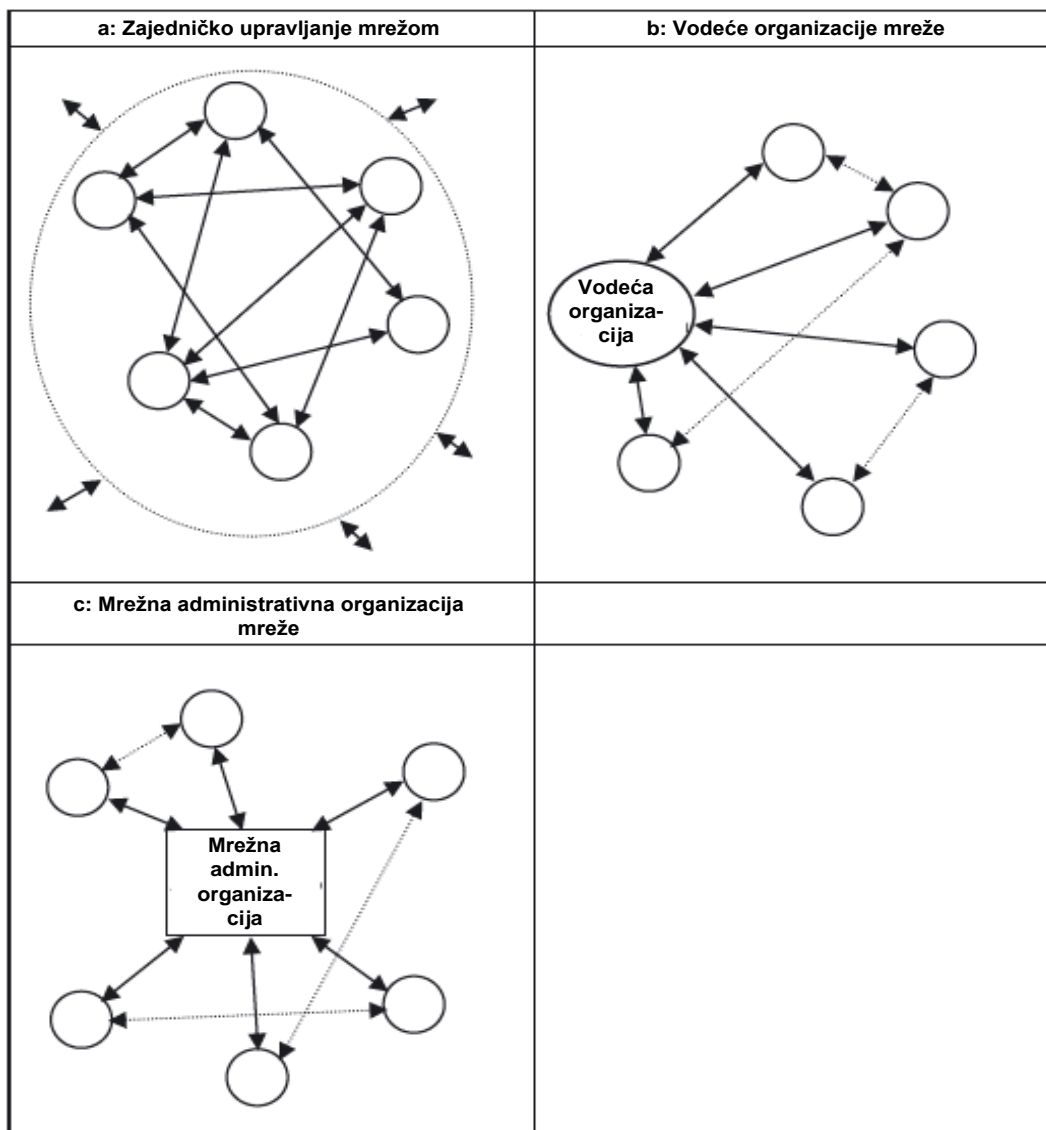 a: Zajedničko upravljanje mrežom
b: Vodeće organizacije mreže
Vodeća
organiza-
cija
c: Mrežna administrativna organizacija
mreže
Mrežna
admin.
organiza-
cija